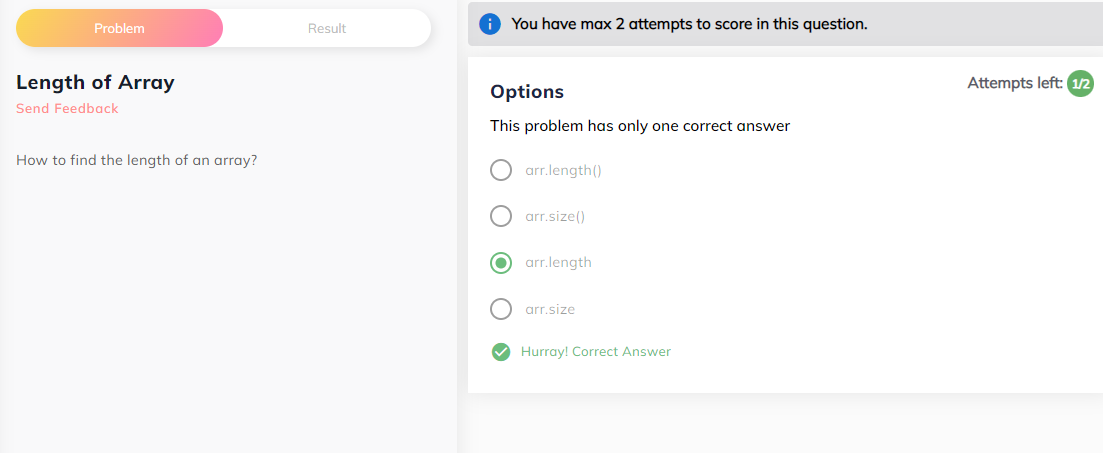 Problem
Result
Length of Array
Send Feedback
How to find the length of an array?
You have max 2 attempts to score in this question.
Attempts left: 1/2
Options
This problem has only one correct answer
arr.length()
arr.size()
arr.length
arr.size
Hurray! Correct Answer